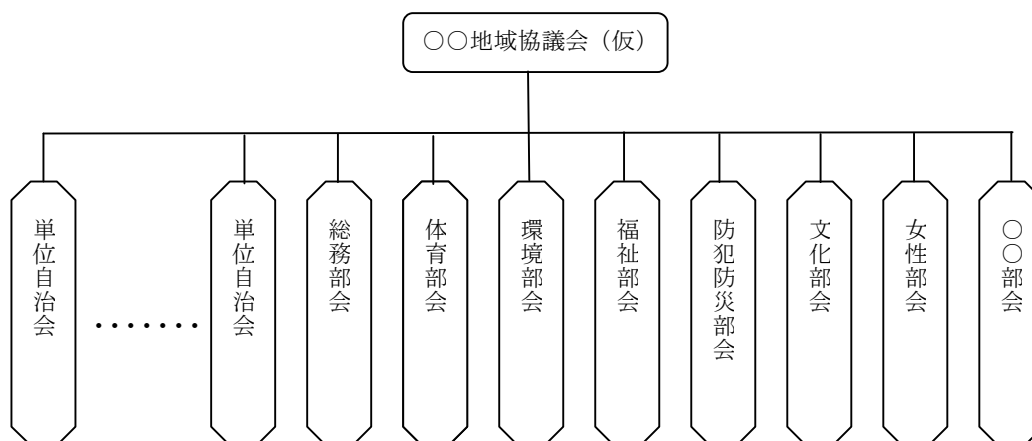 ○○地域協議会（仮）
単位自治会
・・・・・・・
単位自治会
総務部会
体育部会
環境部会
福祉部会
防犯防災部会
文化部会
女性部会
○○部会